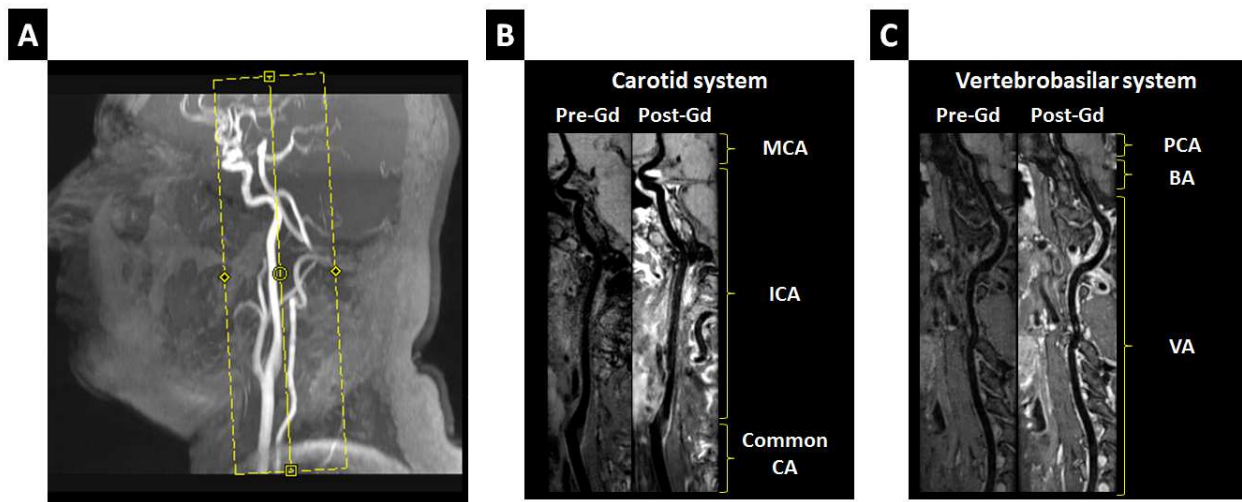 A
B
Carotid system
Pre-Gd Post-Gd
MCA
ICA
Common
CA
C
Vertebrobasilar system
Pre-Gd Post-Gd
PCA
BA
VA